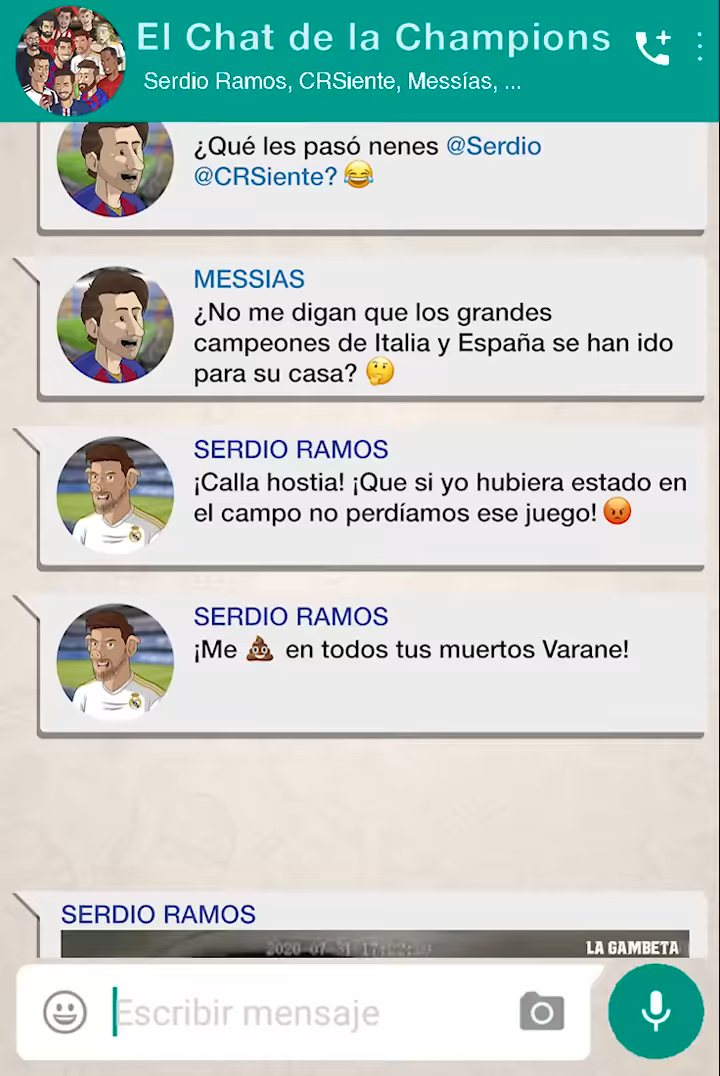 El Chat de la Champions
Serdio Ramos, CRSiente, Messías, ...
¿Qué les pasó nenes @Serdio
@CRSiente? 😂
MESSIAS
¿No me digan que los grandes
campeones de Italia y España se han ido
para su casa? 🤔
SERDIO RAMOS
¡Calla hostia! ¡Que si yo hubiera estado en
el campo no perdíamos ese juego! 😡
SERDIO RAMOS
¡Me 💩 en todos tus muertos Varane!
SERDIO RAMOS
2020-07-31
LA GAMBETA
Escribir mensaje